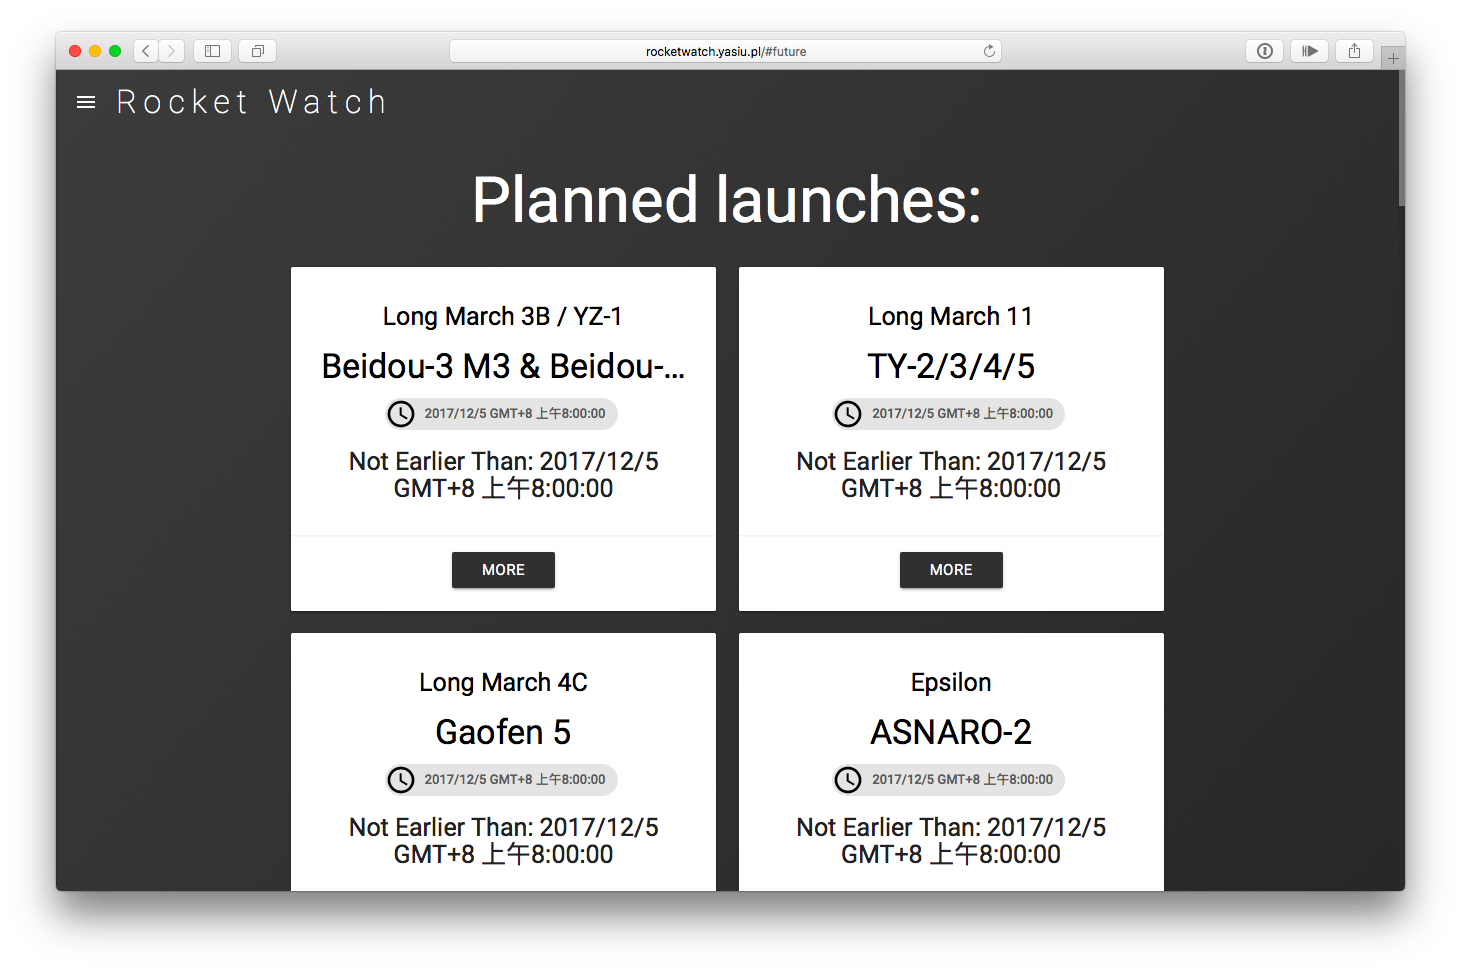 rocketwatch.yasiu.pl/#future
Rocket Watch
Planned launches:
Long March 3B / YZ-1
Beidou-3 M3 & Beidou-...
2017/12/5 GMT+8 上午8:00:00
Not Earlier Than: 2017/12/5
GMT+8 上午8:00:00
MORE
Long March 11
TY-2/3/4/5
2017/12/5 GMT+8 上午8:00:00
Not Earlier Than: 2017/12/5
GMT+8 上午8:00:00
MORE
Long March 4C
Gaofen 5
2017/12/5 GMT+8 上午8:00:00
Not Earlier Than: 2017/12/5
GMT+8 上午8:00:00
Epsilon
ASNARO-2
2017/12/5 GMT+8 上午8:00:00
Not Earlier Than: 2017/12/5
GMT+8 上午8:00:00